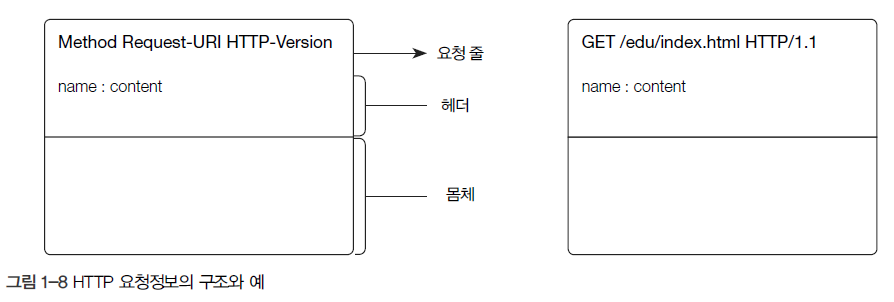 Method Request-URI HTTP-Version
요청 줄
name : content
헤더
몸체
GET /edu/index.html HTTP/1.1
name : content
그림 1-8 HTTP 요청정보의 구조와 예